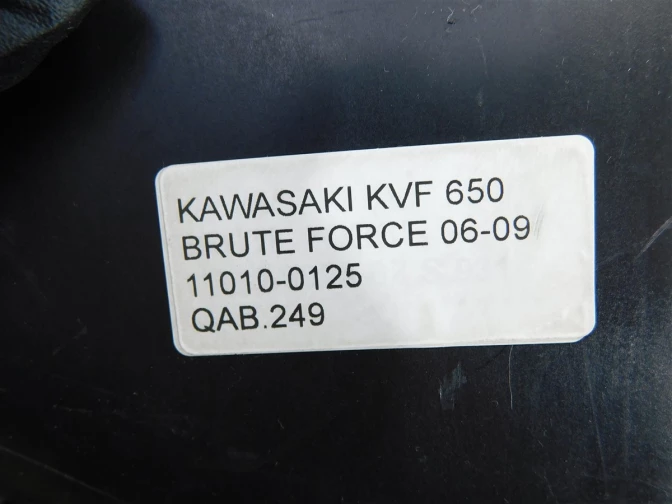 KAWASAKI KVF 650
BRUTE FORCE 06-09
11010-0125
QAB.249